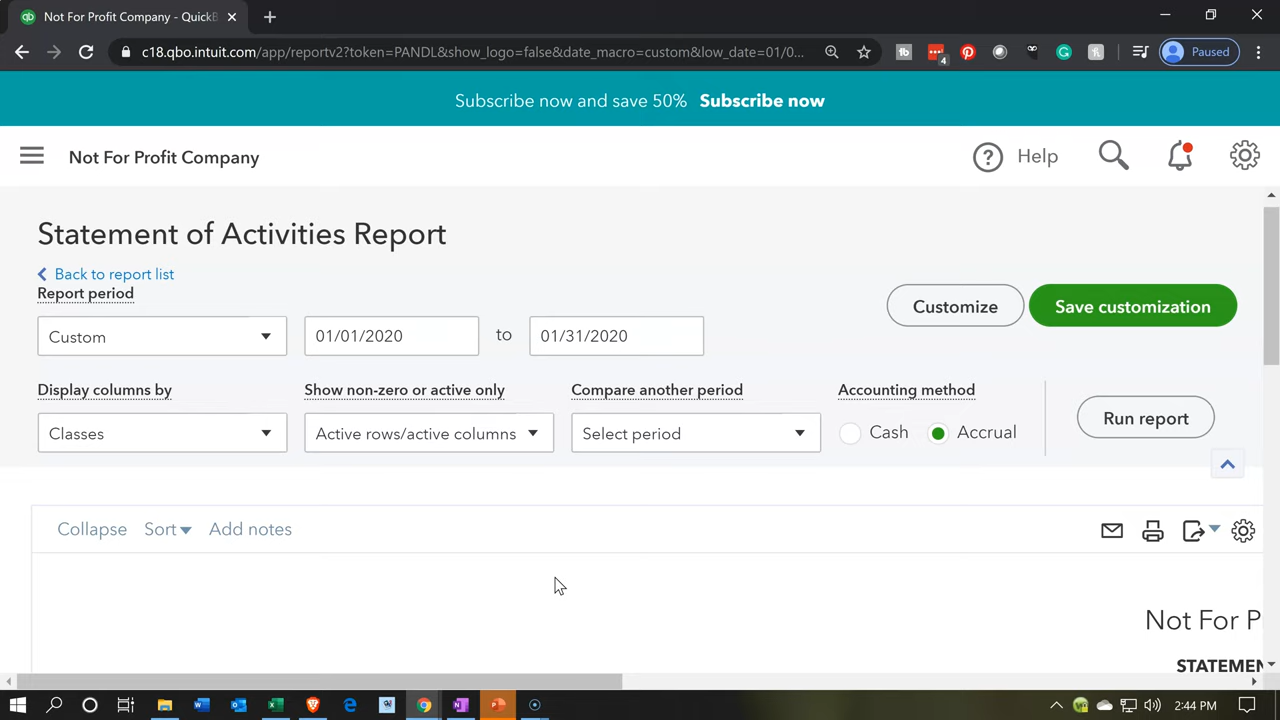 Not For Profit Company - QuickB
c18.qbo.intuit.com/app/reportv2?token=PANDL&show_logo=false&date_macro=custom&low_date=01/0...
4
Paused
Subscribe now and save 50% Subscribe now
Not For Profit Company
Help
Statement of Activities Report
Back to report list
Report period
Customize
Save customization
Custom
01/01/2020
to
01/31/2020
Display columns by
Show non-zero or active only
Compare another period
Accounting method
Classes
Active rows/active columns
Select period
Cash
Accrual
Run report
Collapse
Sort
Add notes
Not For P
STATEMEN
2:44 PM